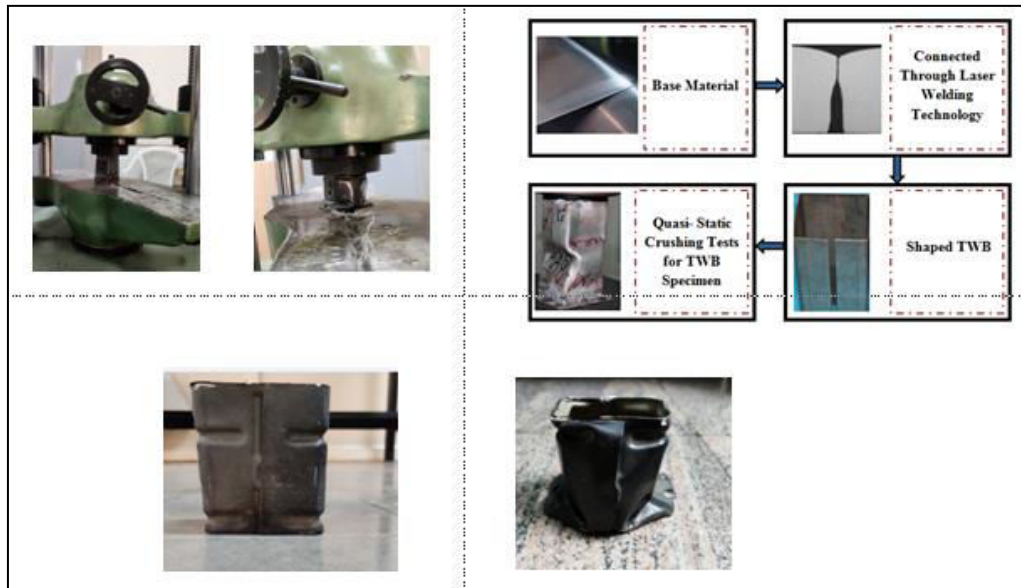 Base Material
Connected
Through Laser
Welding
Technology
Quasi- Static
Crushing Tests
for TWB
Specimen
Shaped TWB